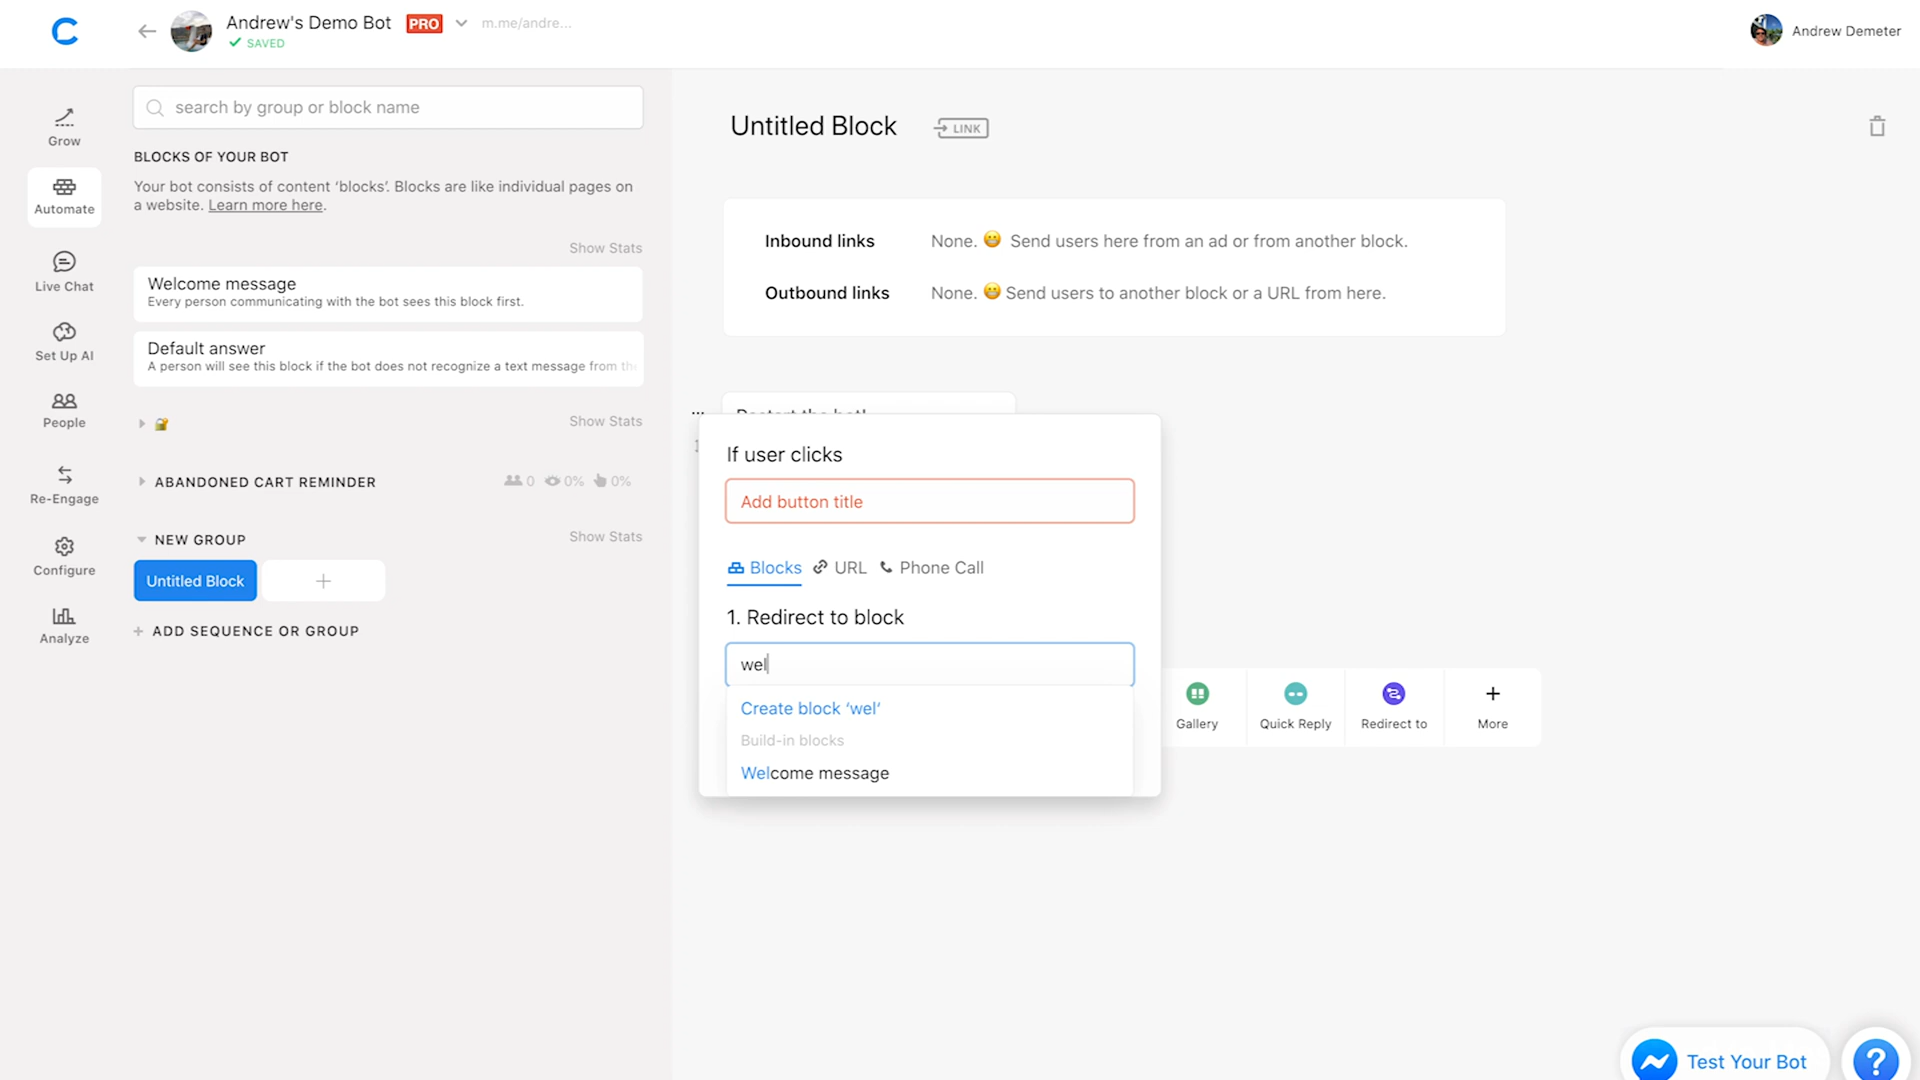 Andrew's Demo Bot PRO m.me/andre...
SAVED
Andrew Demeter
Grow
Automate
Live Chat
Set Up AI
People
Re-Engage
Configure
Analyze
search by group or block name
BLOCKS OF YOUR BOT
Your bot consists of content ‘blocks’. Blocks are like individual pages on
a website. Learn more here.
Show Stats
Welcome message
Every person communicating with the bot sees this block first.
Default answer
A person will see this block if the bot does not recognize a text message from the
Show Stats
ABANDONED CART REMINDER 0 0% 0%
NEW GROUP Show Stats
Untitled Block +
+ ADD SEQUENCE OR GROUP
Untitled Block LINK
Inbound links None. Send users here from an ad or from another block.
Outbound links None. Send users to another block or a URL from here.
Restart the bot!
If user clicks
Add button title
Blocks URL Phone Call
1. Redirect to block
wel
Create block ‘wel’
Build-in blocks
Welcome message
Gallery
Quick Reply
Redirect to
+
More
Test Your Bot
?